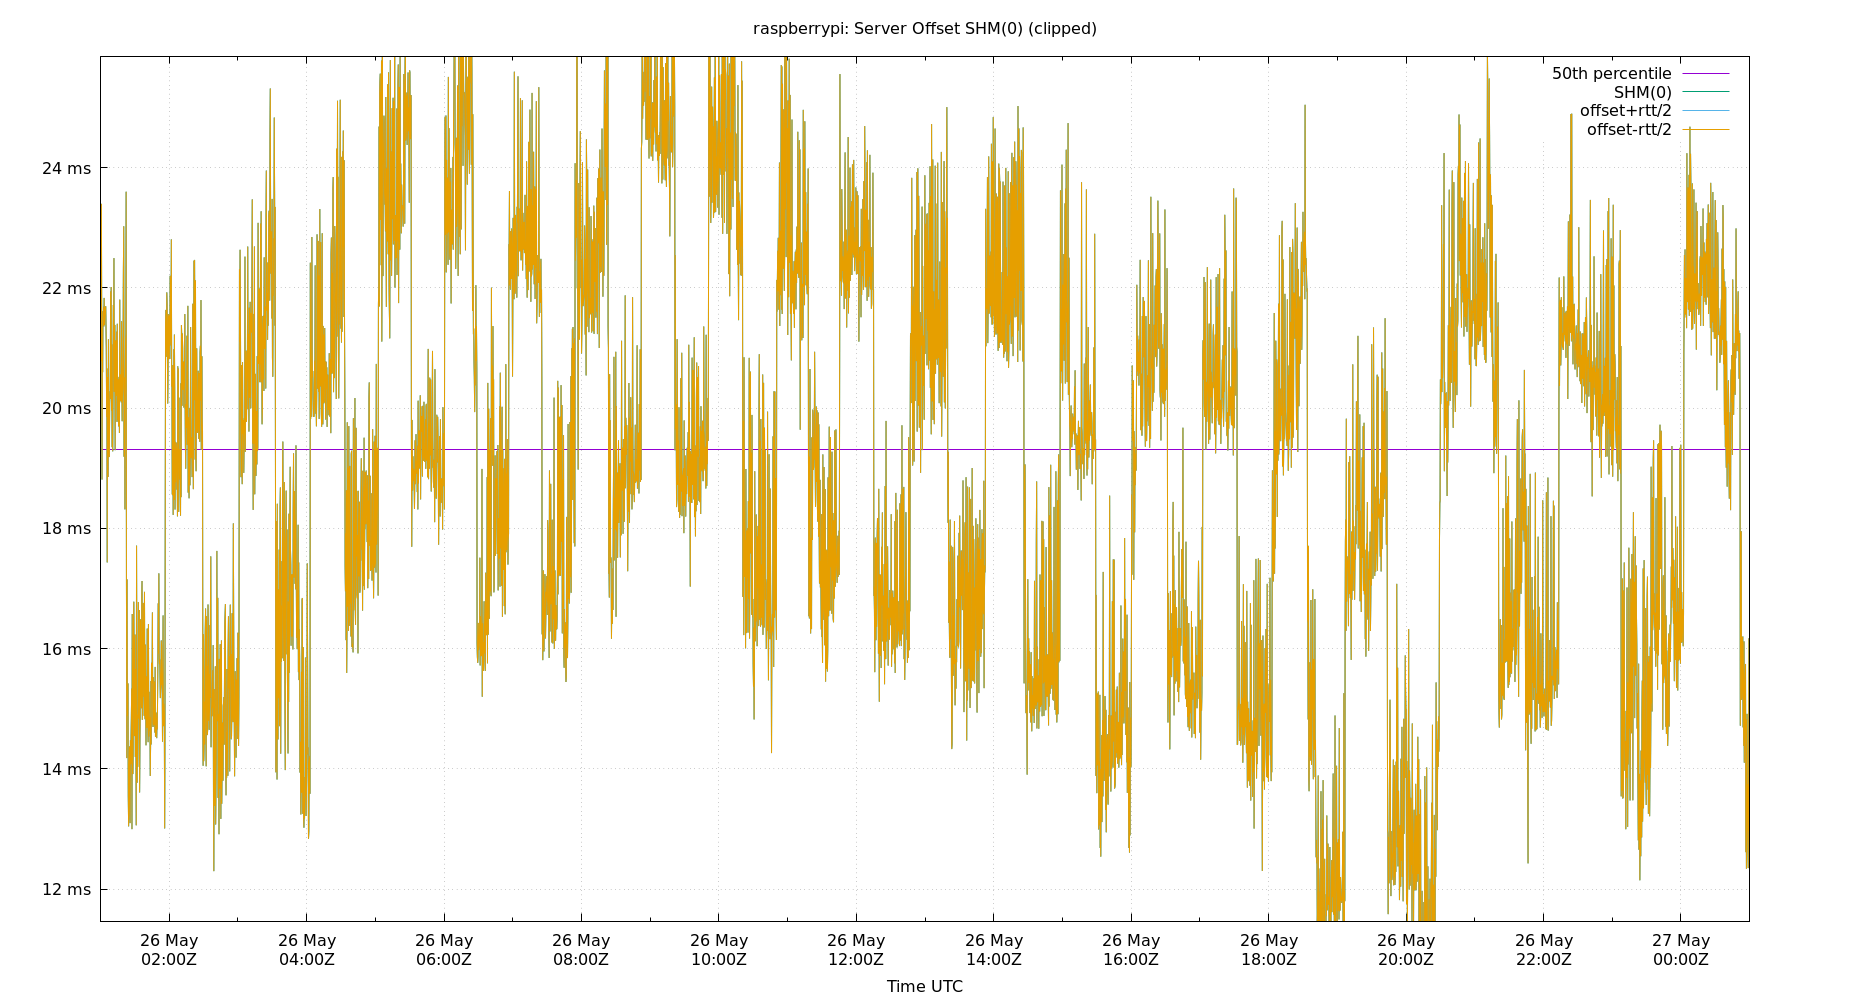 raspberrypi: Server Offset SHM(0) (clipped)
50th percentile
SHM(0)
offset+rtt/2
offset-rtt/2
24 ms
22 ms
20 ms
18 ms
16 ms
14 ms
12 ms
26 May 26 May 26 May 26 May 26 May 26 May 26 May 26 May 26 May 26 May 26 May 27 May
02:00Z 04:00Z 06:00Z 08:00Z 10:00Z 12:00Z 14:00Z 16:00Z 18:00Z 20:00Z 22:00Z 00:00Z
Time UTC